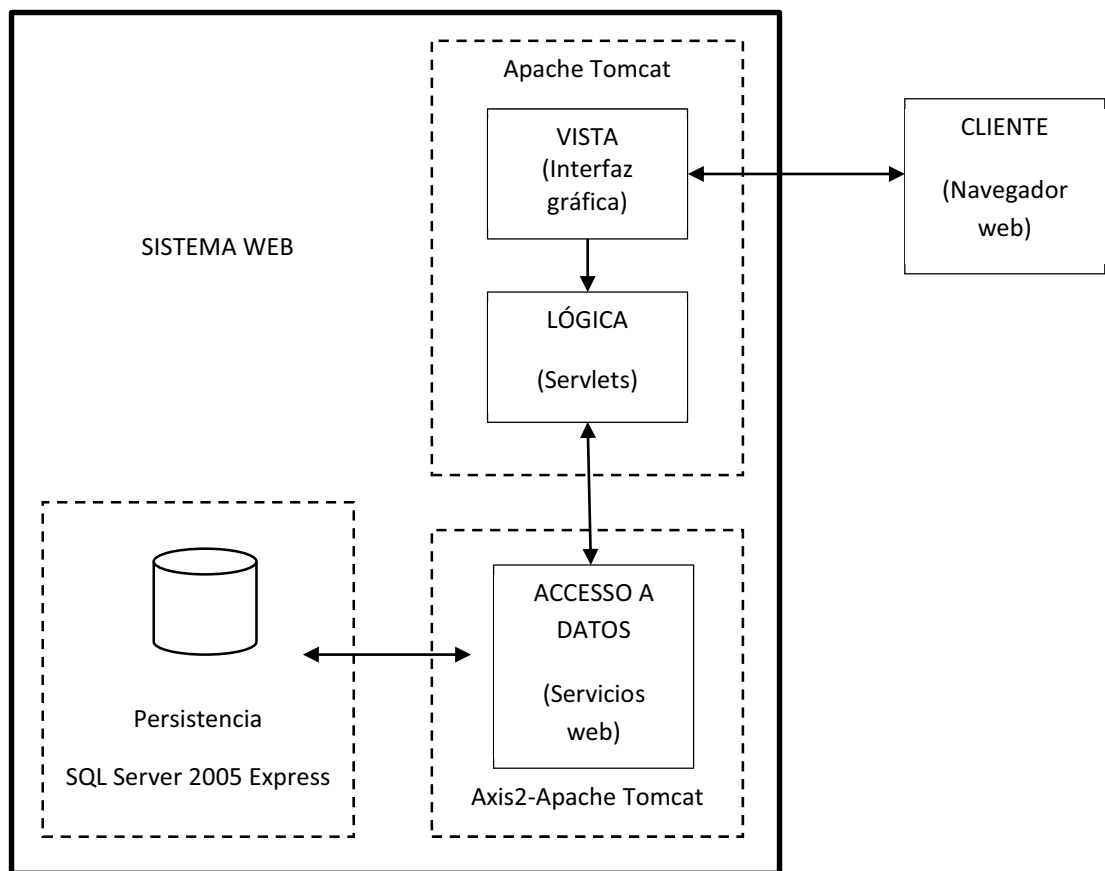 Apache Tomcat
VISTA
(Interfaz
gráfica)
CLIENTE
(Navegador
web)
SISTEMA WEB
LÓGICA
(Servlets)
ACCESO A
DATOS
(Servicios
web)
Axis2-Apache Tomcat
Persistencia
SQL Server 2005 Express